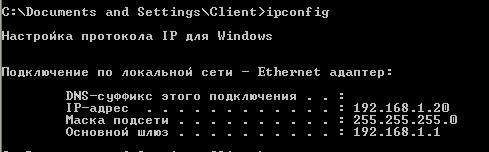 C:\Documents and Settings\Client>ipconfig
Настройка протокола IP для Windows
Подключение по локальной сети - Ethernet адаптер:
DNS-суффикс этого подключения . . :
IP-адрес . . . . . . . . . . . . : 192.168.1.20
Маска подсети . . . . . . . . . . : 255.255.255.0
Основной шлюз . . . . . . . . . . : 192.168.1.1